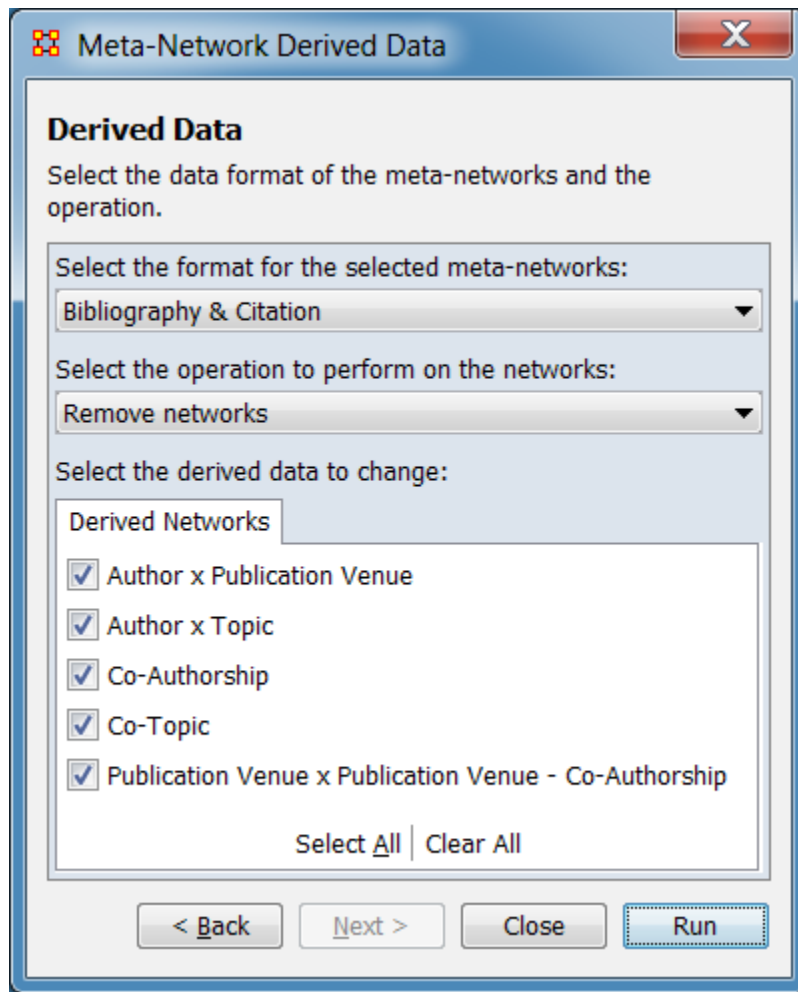 Meta-Network Derived Data
Derived Data
Select the data format of the meta-networks and the
operation.
Select the format for the selected meta-networks:
Bibliography & Citation
Select the operation to perform on the networks:
Remove networks
Select the derived data to change:
Derived Networks
Author x Publication Venue
Author x Topic
Co-Authorship
Co-Topic
Publication Venue x Publication Venue - Co-Authorship
Select All Clear All
< Back Next > Close Run